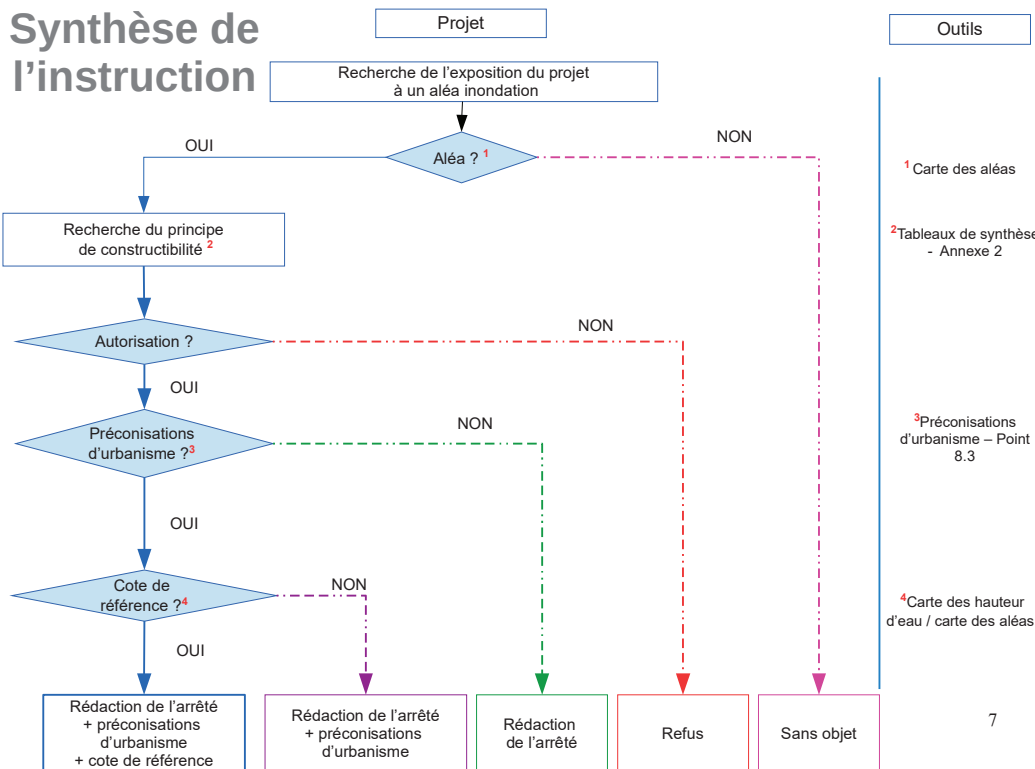 Synthèse de
l'instruction
Projet
Outils
Recherche de l'exposition du projet
à un aléa inondation
OUI
Aléa ? 1
NON
1 Carte des aléas
Recherche du principe
de constructibilité 2
2Tableaux de synthèse
- Annexe 2
Autorisation ?
NON
OUI
Préconisations
d'urbanisme ?3
NON
3Préconisations
d'urbanisme – Point
8.3
OUI
Cote de
référence ?4
NON
4Carte des hauteur
d'eau / carte des aléas
OUI
Rédaction de l'arrêté
+ préconisations
d'urbanisme
+ cote de référence
Rédaction de l'arrêté
+ préconisations
d'urbanisme
Rédaction
de l'arrêté
Refus
Sans objet
7